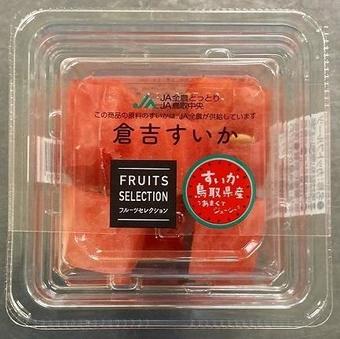 JA
JA全農とっとり
JA鳥取中央
この商品の原料のすいかは、JA全農が供給しています
倉吉すいか
FRUITS
SELECTION
フルーツセレクション
すいか
鳥取県産
あまくて
ジューシー